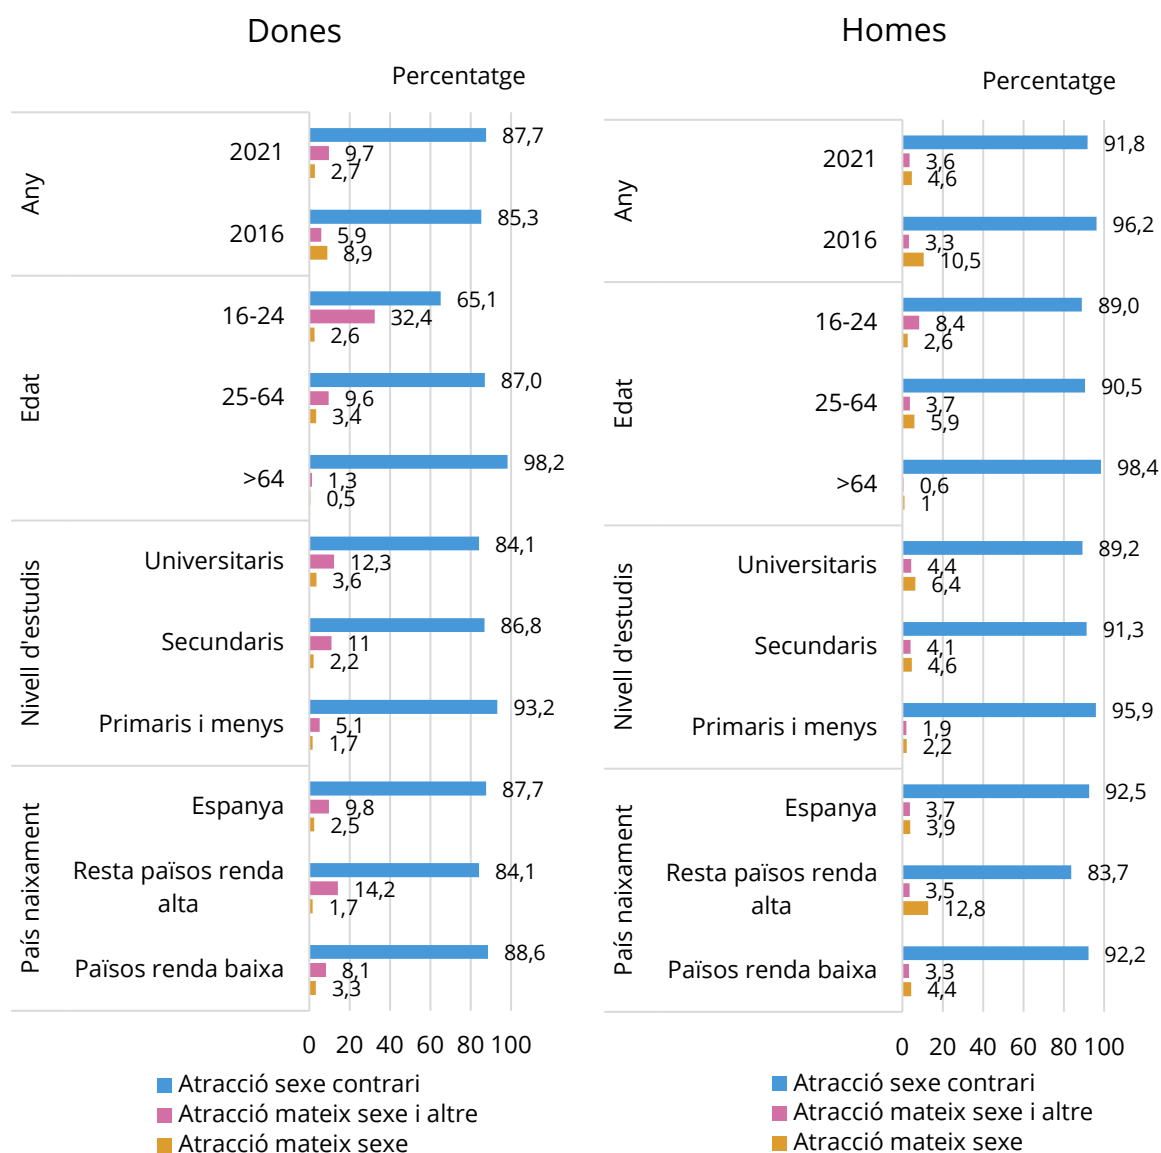 Dones
Percentatge
Any
2021
87,7
9,7
2,7
2016
85,3
5,9
8,9
Edat
16-24
65,1
32,4
2,6
25-64
87,0
9,6
3,4
>64
98,2
1,3
0,5
Nivell d'estudis
Universitaris
84,1
12,3
3,6
Secundaris
86,8
11
2,2
Primaris i menys
93,2
5,1
1,7
País naixament
Espanya
87,7
9,8
2,5
Resta països renda
alta
84,1
14,2
1,7
Països renda baixa
88,6
8,1
3,3
0 20 40 60 80 100
Atracció sexe contrari
Atracció mateix sexe i altre
Atracció mateix sexe
Homes
Percentatge
Any
2021
91,8
3,6
4,6
2016
96,2
3,3
10,5
Edat
16-24
89,0
8,4
2,6
25-64
90,5
3,7
5,9
>64
98,4
0,6
1
Nivell d'estudis
Universitaris
89,2
4,4
6,4
Secundaris
91,3
4,1
4,6
Primaris i menys
95,9
1,9
2,2
País naixament
Espanya
92,5
3,7
3,9
Resta països renda
alta
83,7
3,5
12,8
Països renda baixa
92,2
3,3
4,4
0 20 40 60 80 100
Atracció sexe contrari
Atracció mateix sexe i altre
Atracció mateix sexe